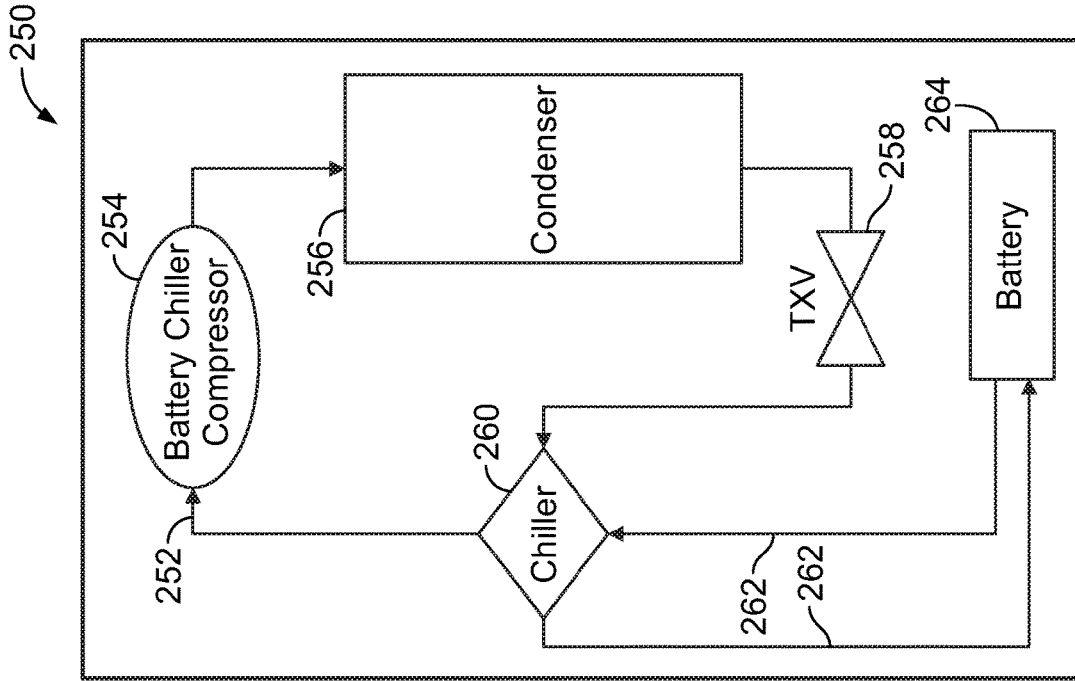 250
254
Battery Chiller
Compressor
252
256
Condenser
260
Chiller
TXV
258
262
262
264
Battery